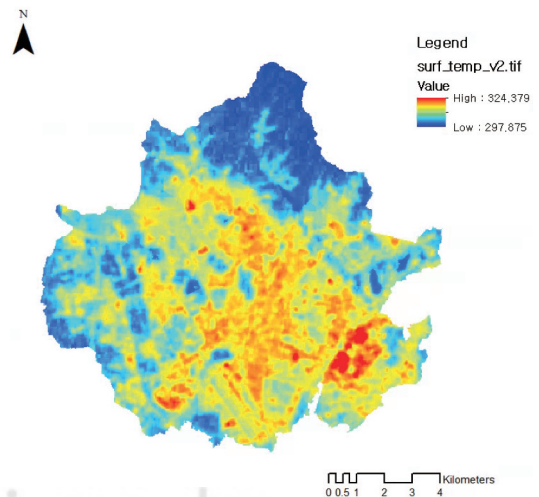 N
Legend
surf_temp_v2.tif
Value
High : 324,379
Low : 297,875
Kilometers
0 0.5 1 2 3 4